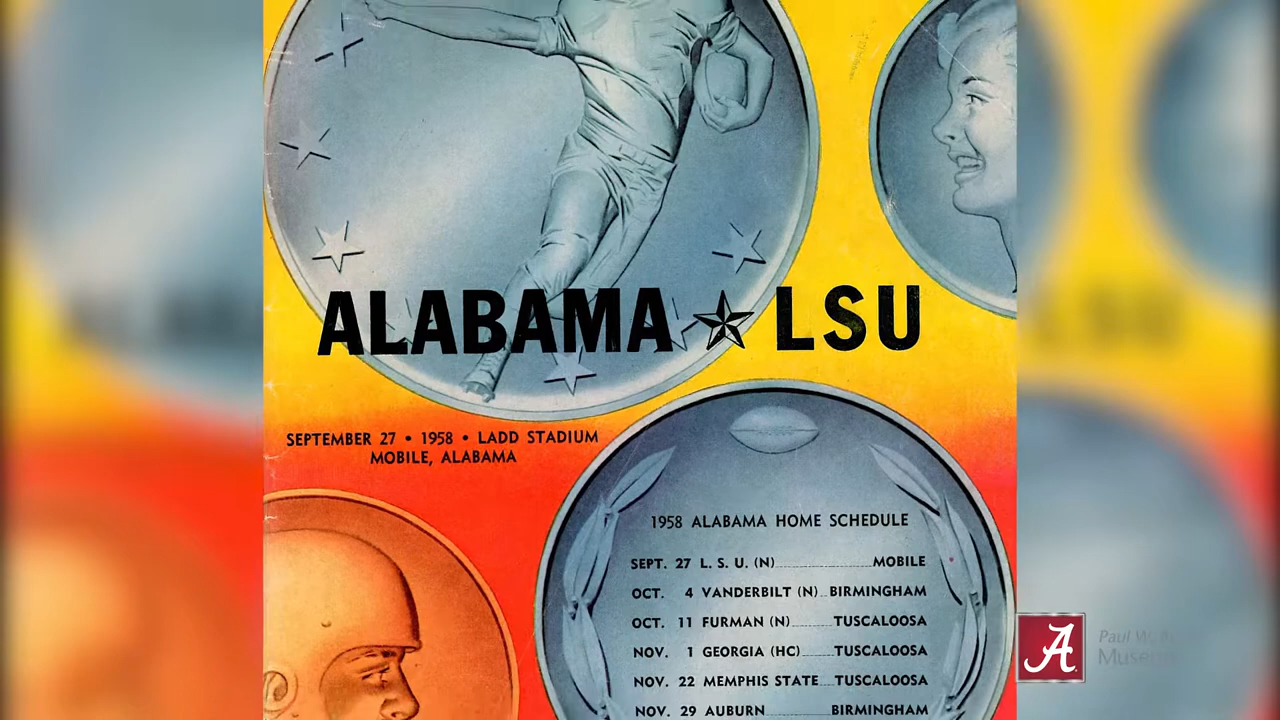 ALABAMA ★ LSU
SEPTEMBER 27 • 1958 • LADD STADIUM
MOBILE, ALABAMA
1958 ALABAMA HOME SCHEDULE
SEPT. 27 L. S. U. (N) MOBILE
OCT. 4 VANDERBILT (N) BIRMINGHAM
OCT. 11 FURMAN (N) TUSCALOOSA
NOV. 1 GEORGIA (HC) TUSCALOOSA
NOV. 22 MEMPHIS STATE TUSCALOOSA
NOV. 29 AUBURN BIRMINGHAM
A
Paul W.